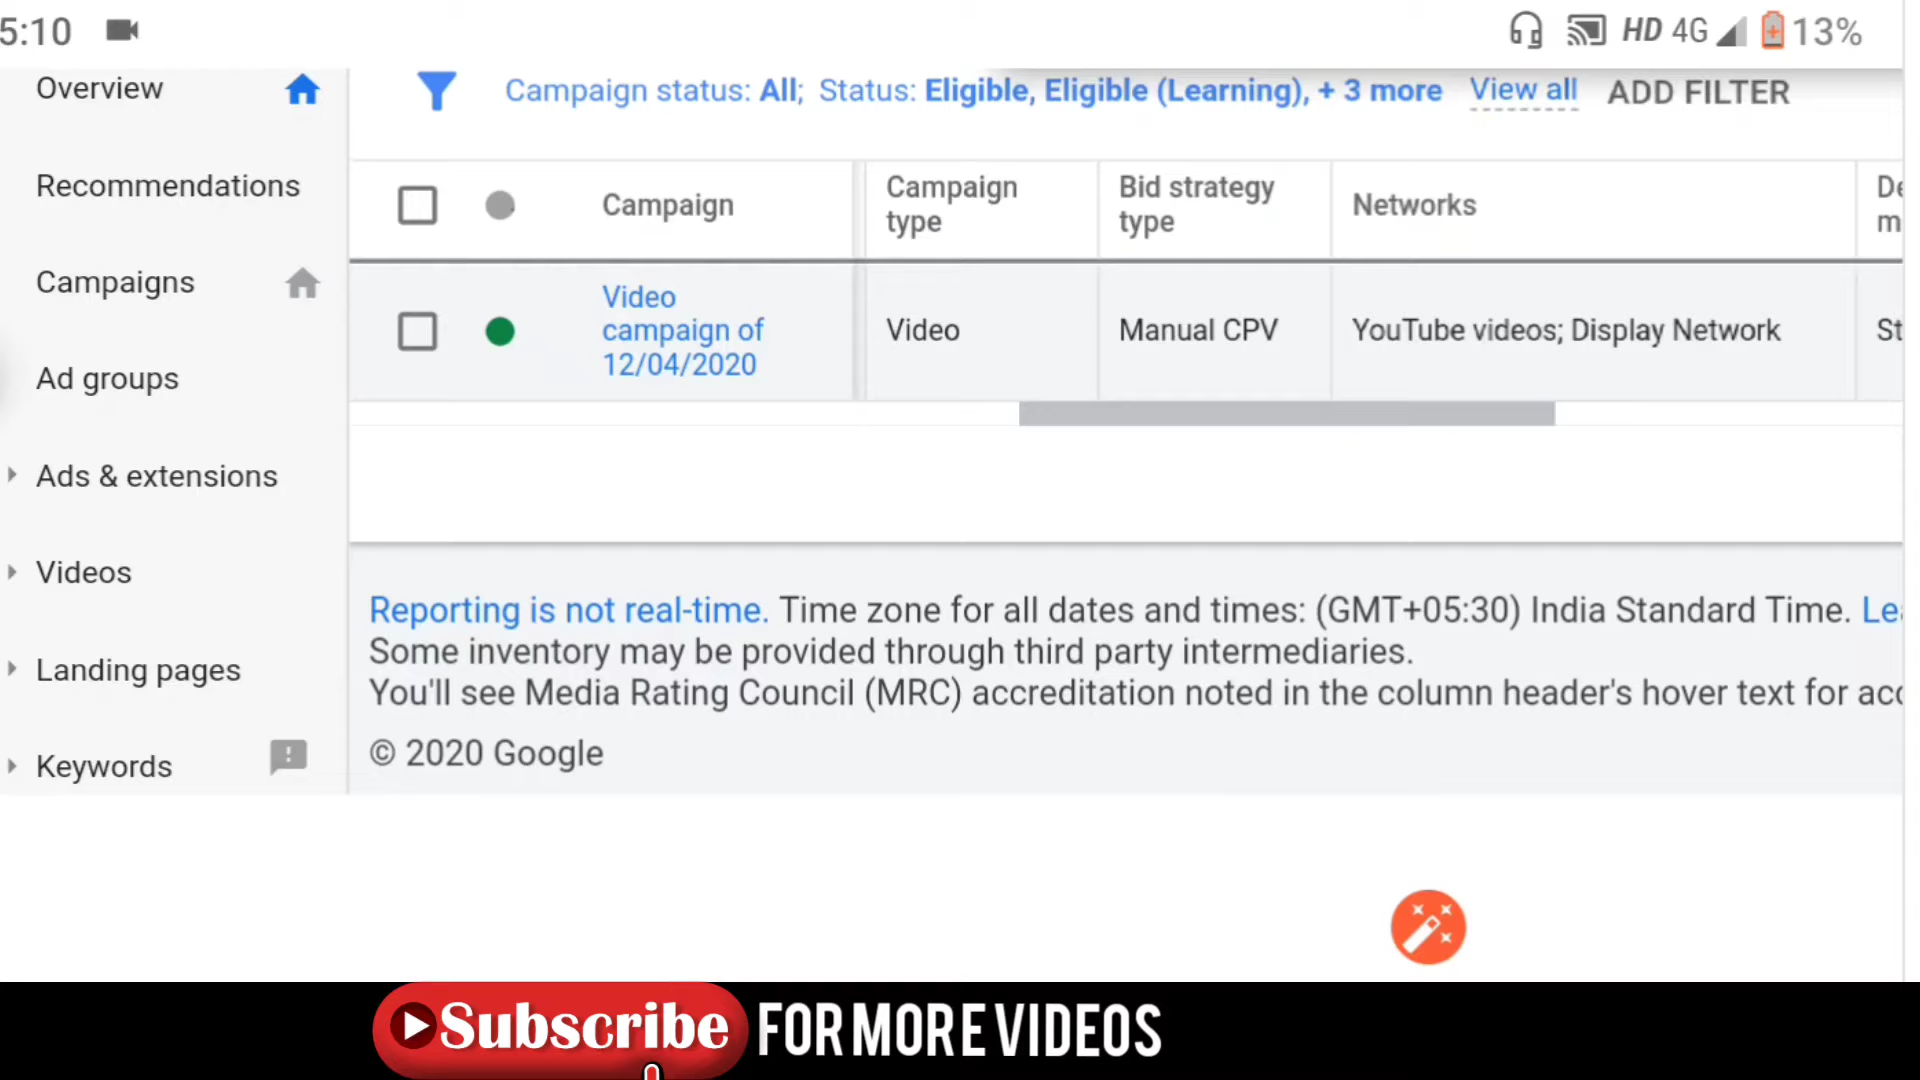 5:10
HD 4G 13%
Overview
Recommendations
Campaigns
Ad groups
Ads & extensions
Videos
Landing pages
Keywords
Campaign status: All; Status: Eligible, Eligible (Learning), + 3 more View all ADD FILTER
Campaign
Campaign
type
Bid strategy
type
Networks
Video
campaign of
12/04/2020
Video
Manual CPV
YouTube videos; Display Network
Reporting is not real-time. Time zone for all dates and times: (GMT+05:30) India Standard Time.
Some inventory may be provided through third party intermediaries.
You'll see Media Rating Council (MRC) accreditation noted in the column header's hover text for
© 2020 Google
Subscribe FOR MORE VIDEOS